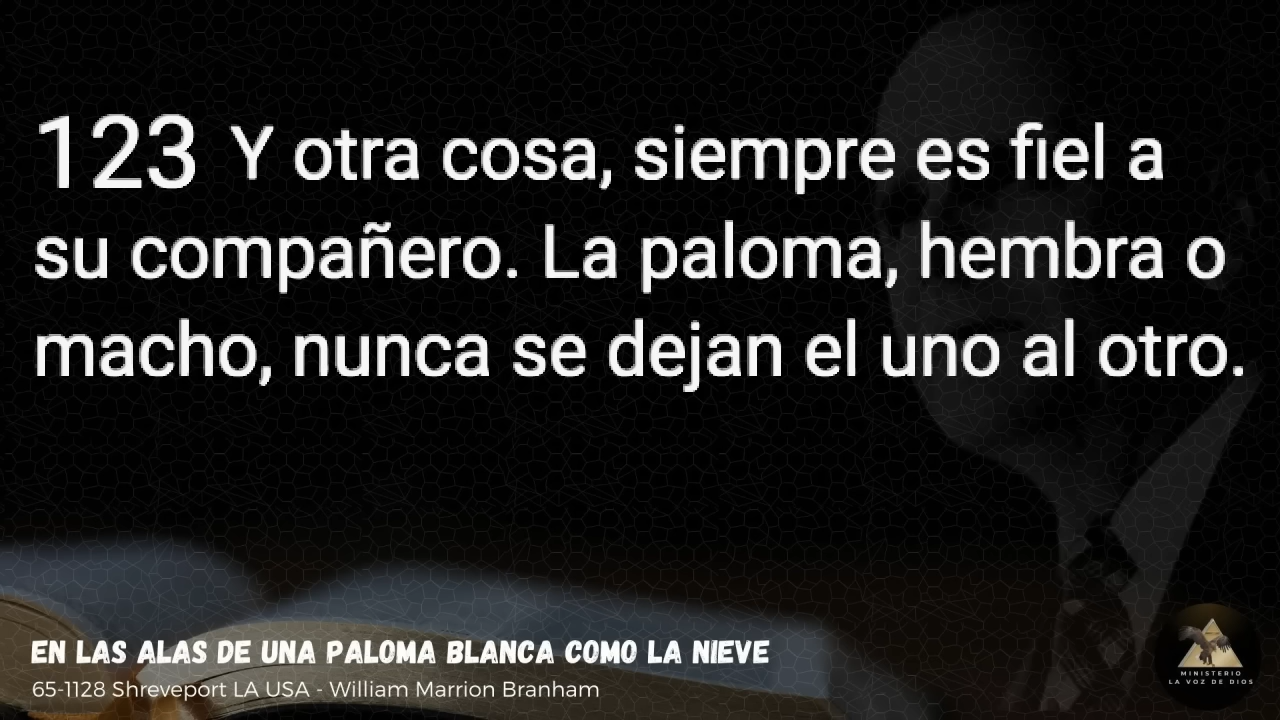 123 Y otra cosa, siempre es fiel a
su compañero. La paloma, hembra o
macho, nunca se dejan el uno al otro.
EN LAS ALAS DE UNA PALOMA BLANCA COMO LA NIEVE
65-1128 Shreveport LA USA - William Marrion Branham
MINISTERIO
LA VOZ DE DIOS